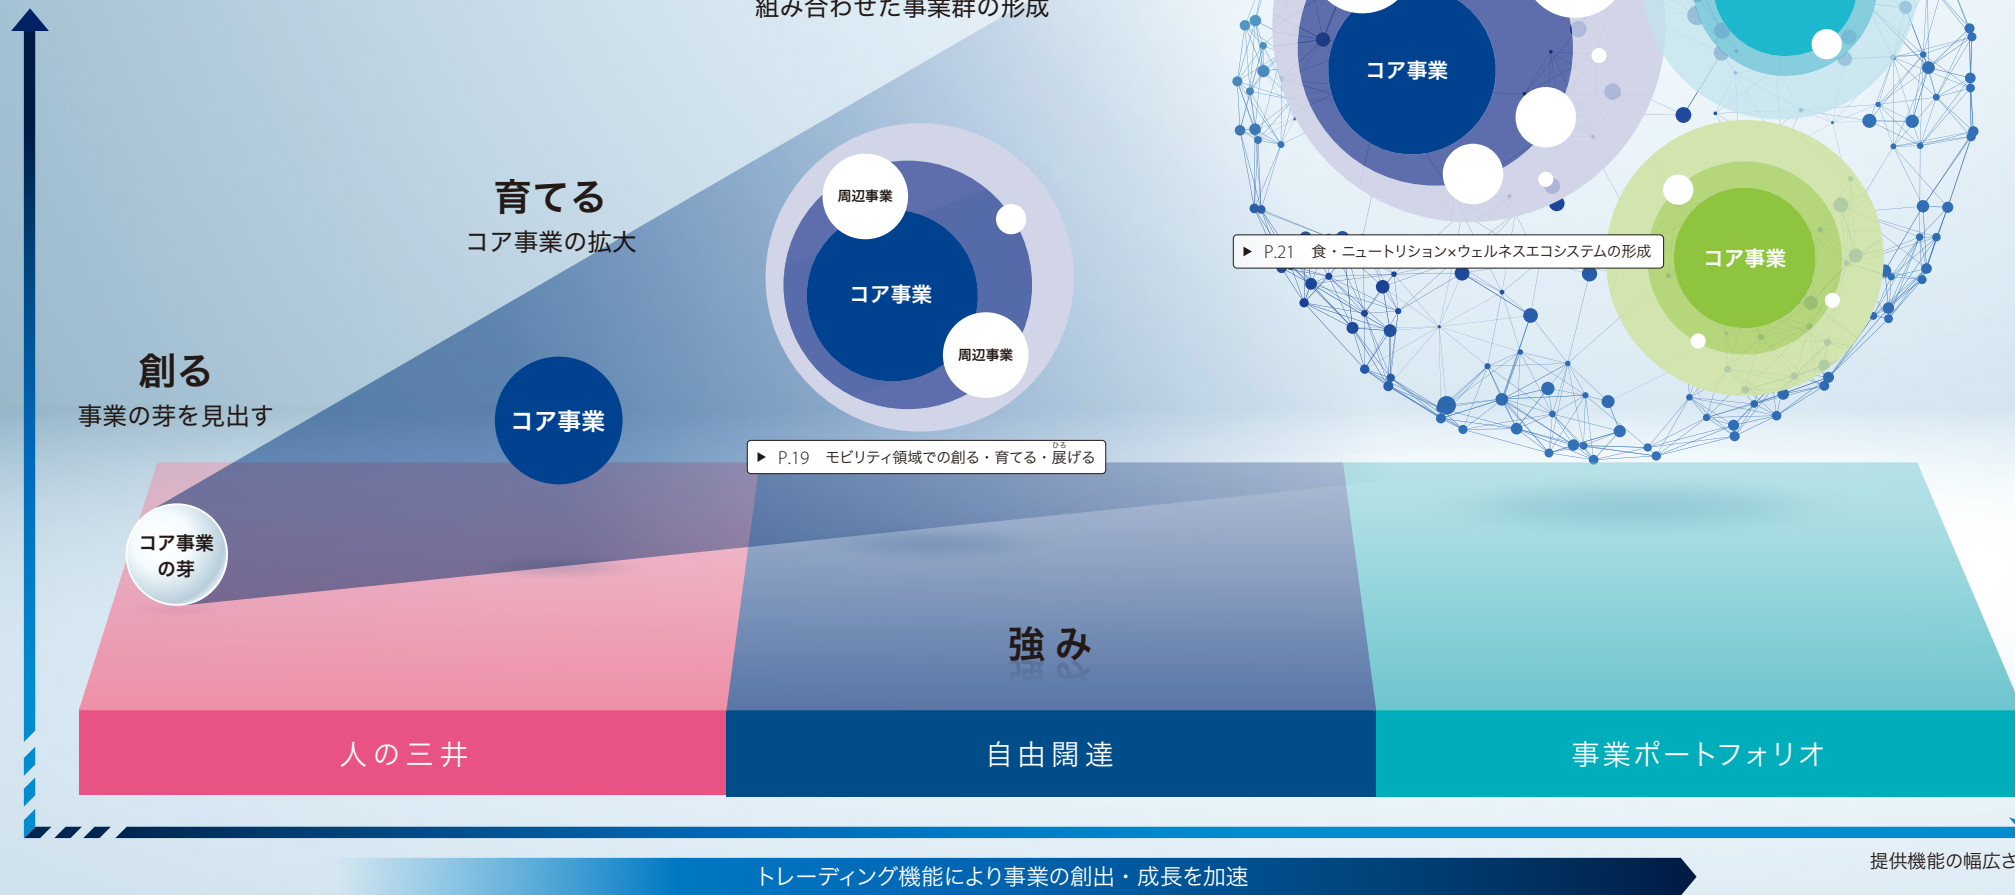 組み合わせた事業群の形成
コア事業
育てる
コア事業の拡大
周辺事業
コア事業
周辺事業
▶ P.21 食・ニュートリション×ウェルネスエコシステムの形成
コア事業
創る
事業の芽を見出す
コア事業
ひろ
▶ P.19 モビリティ領域での創る・育てる・展げる
コア事業
の芽
強み
人の三井
自由闊達
事業ポートフォリオ
提供機能の幅広さ
トレーディング機能により事業の創出・成長を加速